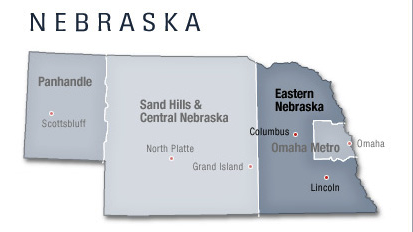 NEBRASKA
Panhandle
Scottsbluff
Sand Hills &
Central Nebraska
North Platte
Grand Island
Eastern
Nebraska
Columbus
Omaha Metro
Omaha
Lincoln